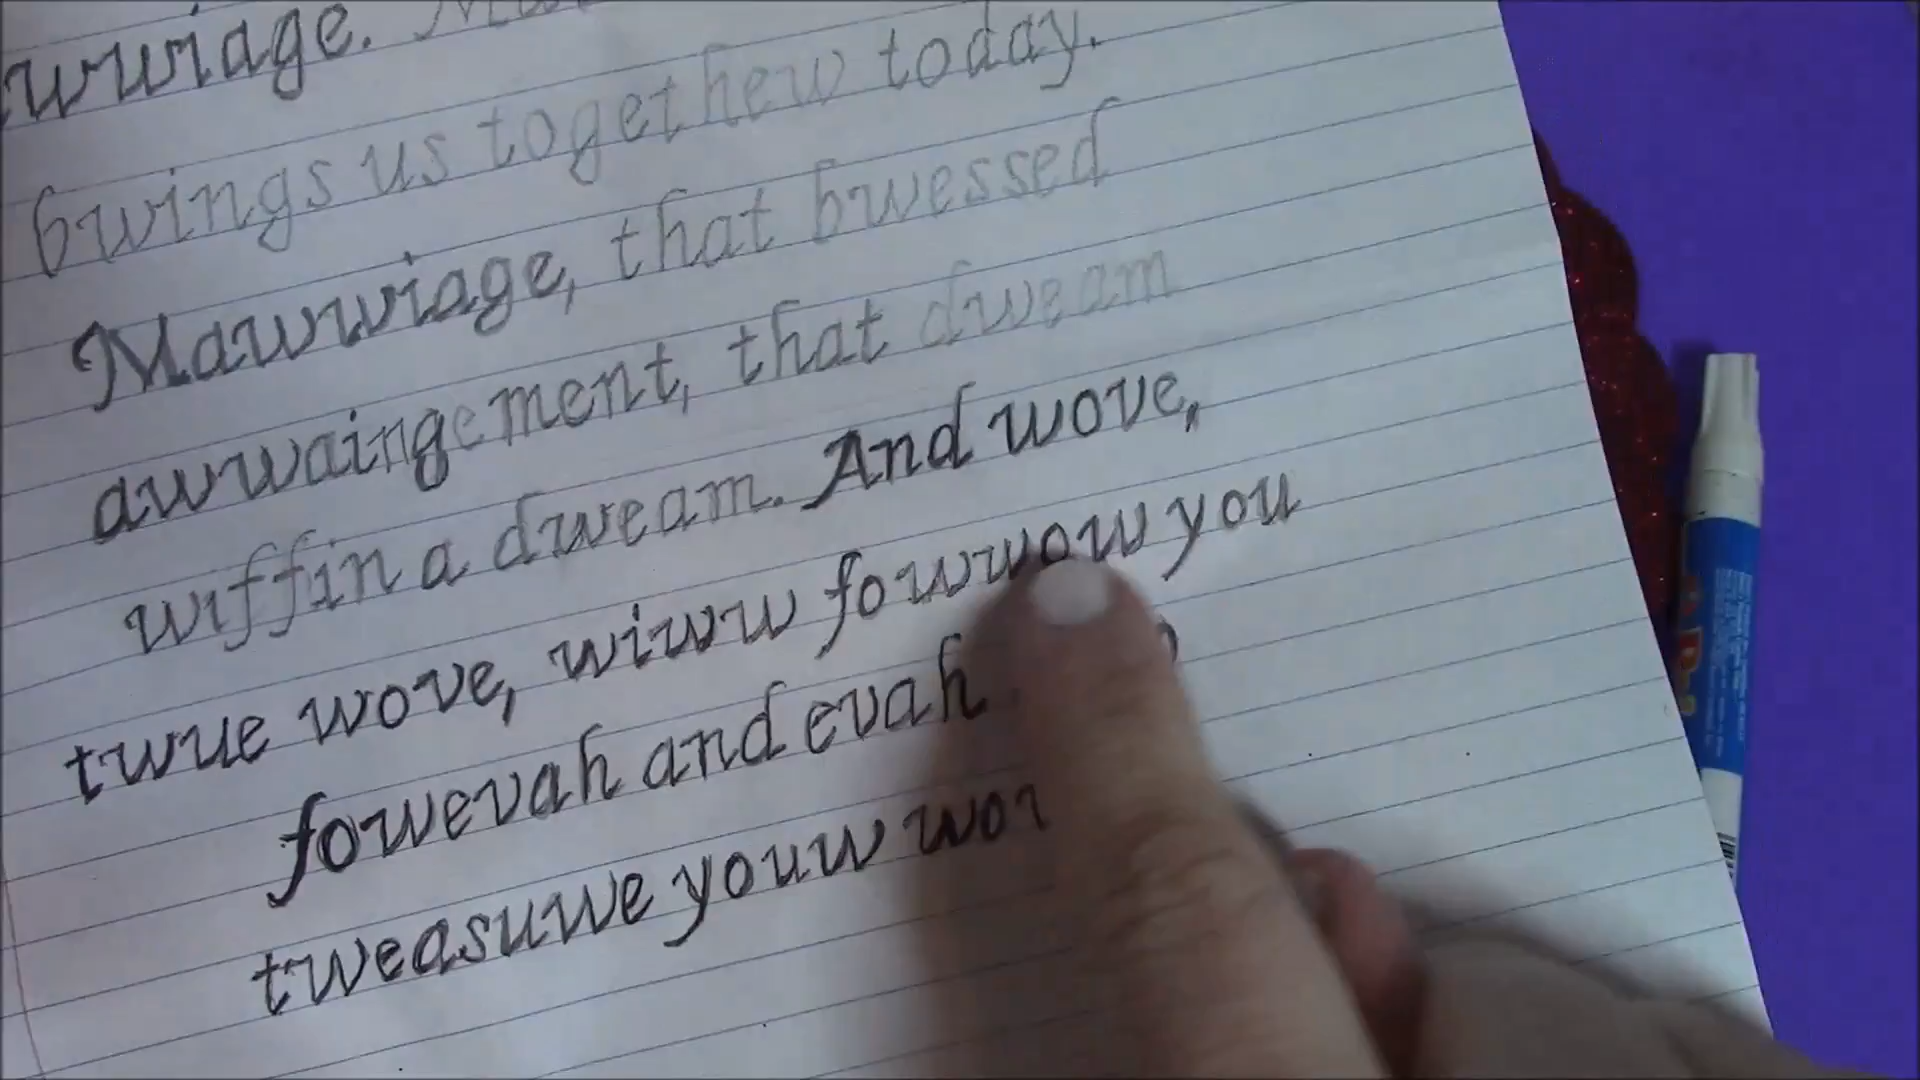 awwiage.
bwings us togethew today.
Mawwiage, that bwessed
awwaingement, that dweam
wiffin a dweam. And wove,
twue wove, wiww fowwow you
fowevah and evah
tweasuwe youw